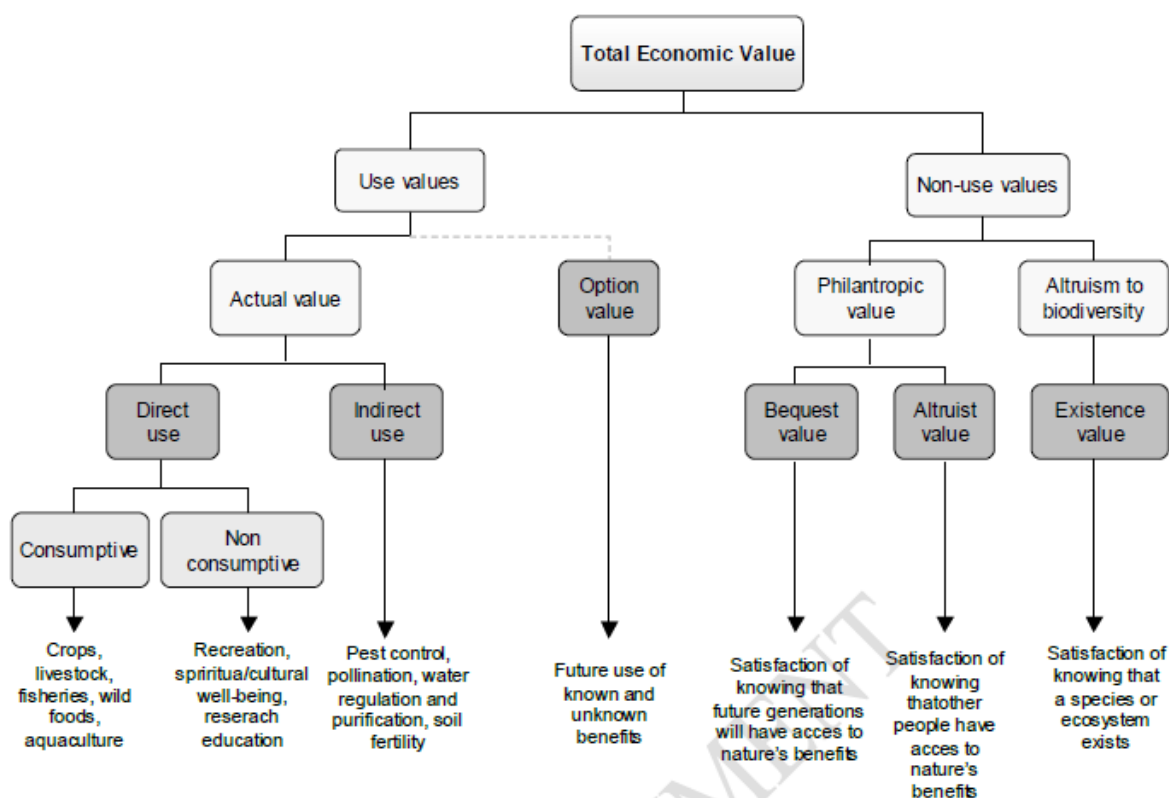 Total Economic Value
Use values
Non-use values
Actual value
Option
value
Philantropic
value
Altruism to
biodiversity
Direct
use
Indirect
use
Bequest
value
Altruist
value
Existence
value
Consumptive
Non
consumptive
Crops,
livestock,
fisheries, wild
foods,
aquaculture
Recreation,
spriritua/cultural
well-being,
reserach
education
Pest control,
pollination, water
regulation and
purification, soil
fertility
Future use of
known and
unknown
benefits
Satisfaction of
knowing that
future generations
will have acces to
nature's benefits
Satisfaction of
knowing thatother
people have
acces to
nature's
benefits
Satisfaction of
knowing that
a species or
ecosystem
exists
MENT